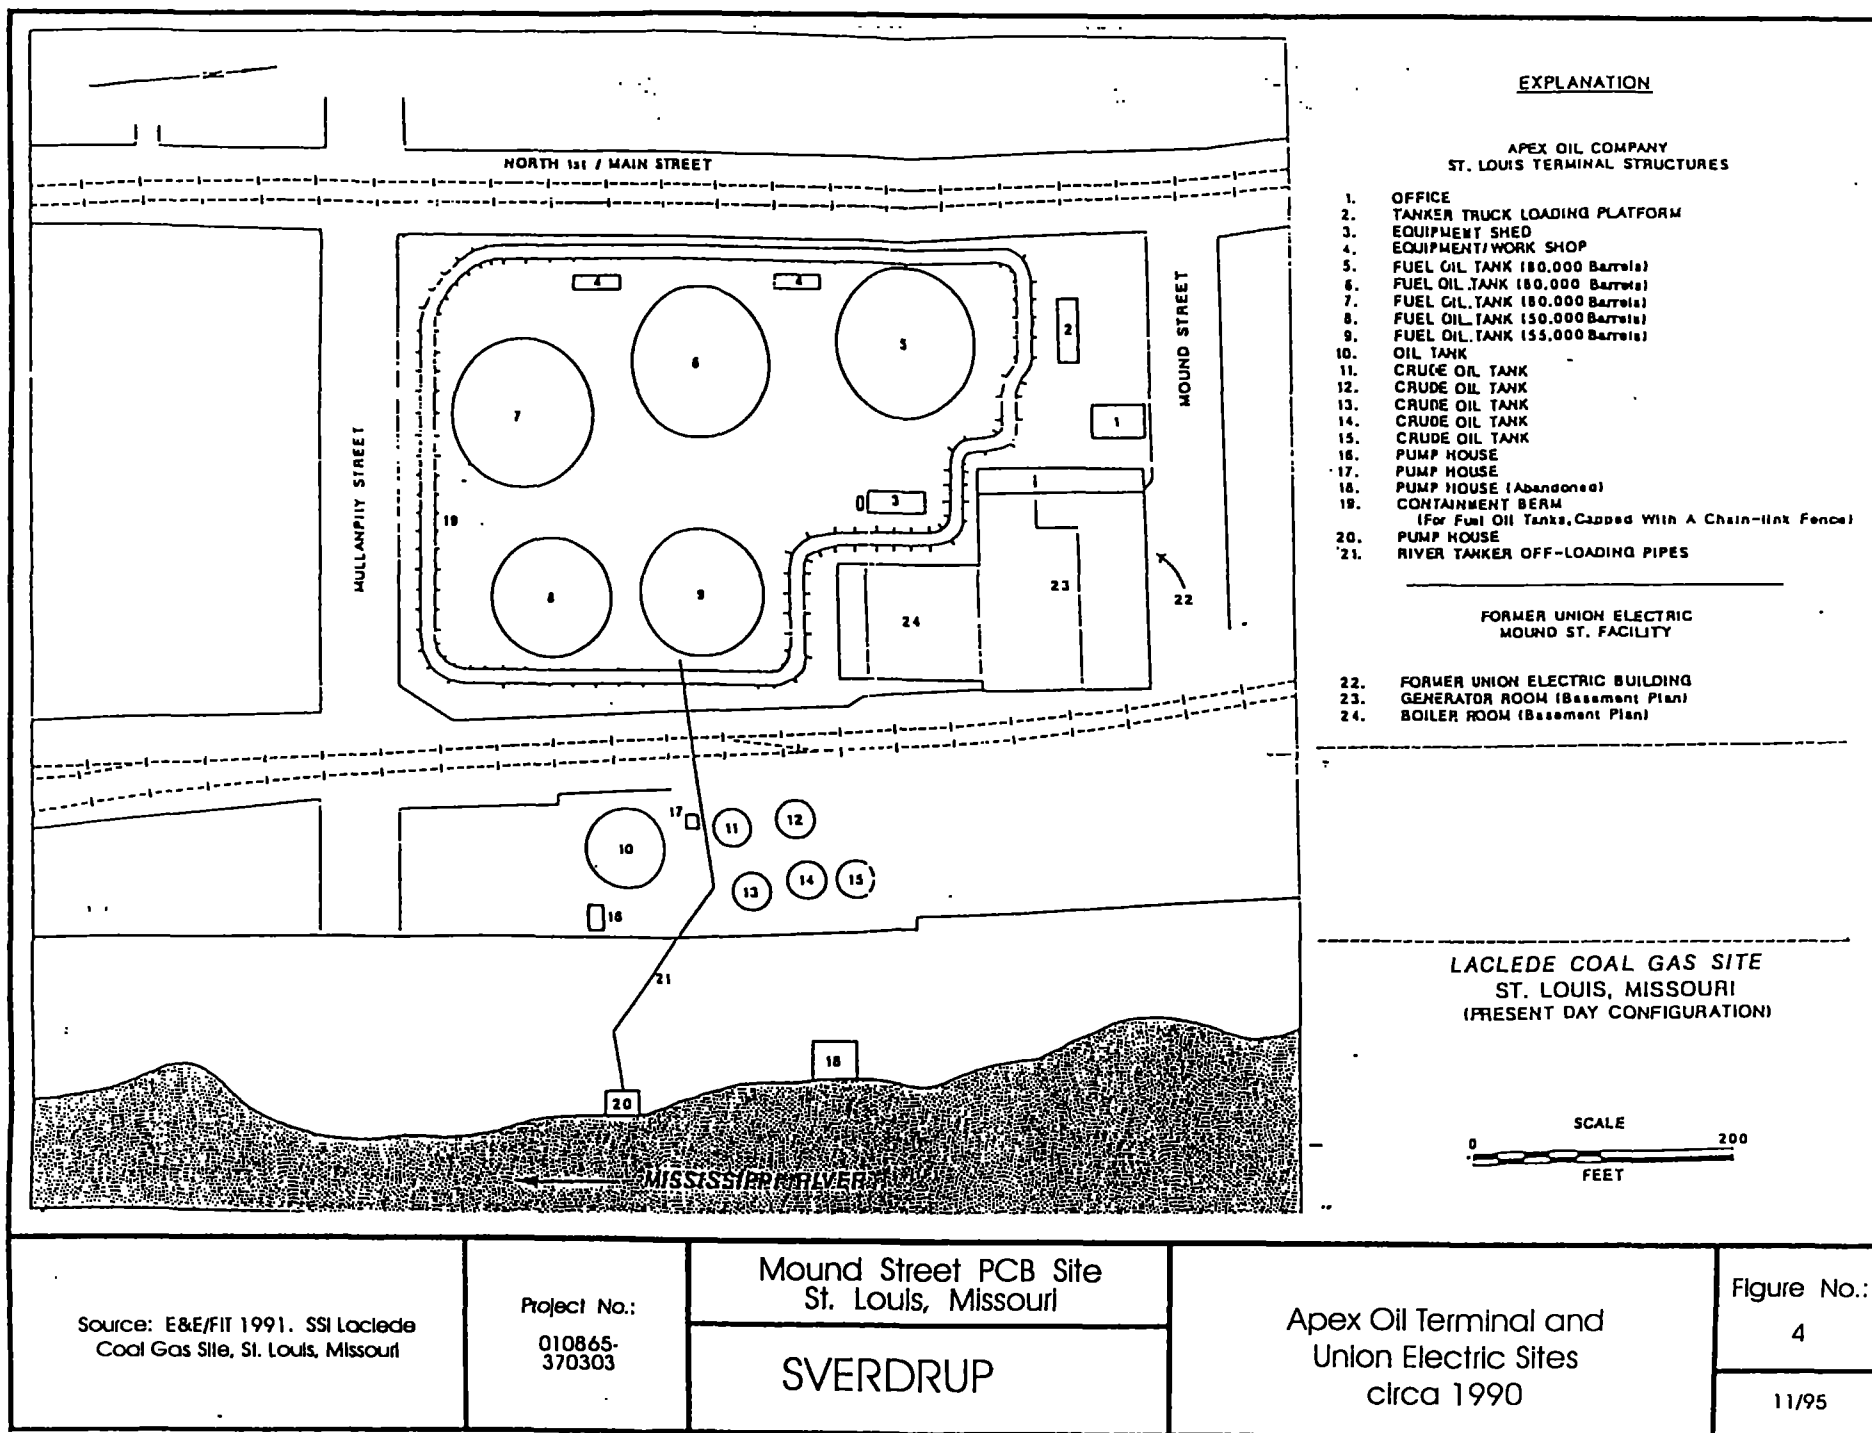 NORTH 1st / MAIN STREET
MULLANPHY STREET
MOUND STREET
4
4
5
6
7
2
1
3
19
8
9
24
23
22
17
11
12
10
13
14
15
16
21
18
20
MISSISSIPPI RIVER
EXPLANATION
APEX OIL COMPANY
ST. LOUIS TERMINAL STRUCTURES
1. OFFICE
2. TANKER TRUCK LOADING PLATFORM
3. EQUIPMENT SHED
4. EQUIPMENT/WORK SHOP
5. FUEL OIL TANK (80,000 Barrels)
6. FUEL OIL TANK (80,000 Barrels)
7. FUEL OIL TANK (80,000 Barrels)
8. FUEL OIL TANK (50,000 Barrels)
9. FUEL OIL TANK (55,000 Barrels)
10. OIL TANK
11. CRUDE OIL TANK
12. CRUDE OIL TANK
13. CRUDE OIL TANK
14. CRUDE OIL TANK
15. CRUDE OIL TANK
16. PUMP HOUSE
17. PUMP HOUSE
18. PUMP HOUSE (Abandoned)
19. CONTAINMENT BERM
(For Fuel Oil Tanks, Capped With A Chain-link Fence)
20. PUMP HOUSE
21. RIVER TANKER OFF-LOADING PIPES
FORMER UNION ELECTRIC
MOUND ST. FACILITY
22. FORMER UNION ELECTRIC BUILDING
23. GENERATOR ROOM (Basement Plan)
24. BOILER ROOM (Basement Plan)
LACLEDE COAL GAS SITE
ST. LOUIS, MISSOURI
(PRESENT DAY CONFIGURATION)
SCALE
0 200
FEET
Source: E&E/FIT 1991. SSI Laclede
Coal Gas Site, St. Louis, Missouri
Project No.:
010865-
370303
Mound Street PCB Site
St. Louis, Missouri
SVERDRUP
Apex Oil Terminal and
Union Electric Sites
circa 1990
Figure No.:
4
11/95